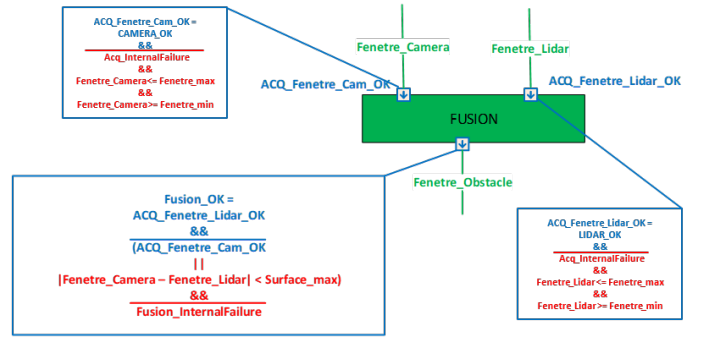 ACQ_Fenetre_Cam_OK =
CAMERA_OK
&&
Acq_InternalFailure
&&
Fenetre_Camera<= Fenetre_max
&&
Fenetre_Camera>= Fenetre_min
Fenetre_Camera
Fenetre_Lidar
ACQ_Fenetre_Cam_OK
ACQ_Fenetre_Lidar_OK
FUSION
Fenetre_Obstacle
Fusion_OK =
ACQ_Fenetre_Lidar_OK
&&
(ACQ_Fenetre_Cam_OK
||
|Fenetre_Camera – Fenetre_Lidar| < Surface_max)
&&
Fusion_InternalFailure
ACQ_Fenetre_Lidar_OK =
LIDAR_OK
&&
Acq_InternalFailure
&&
Fenetre_Lidar<= Fenetre_max
&&
Fenetre_Lidar>= Fenetre_min